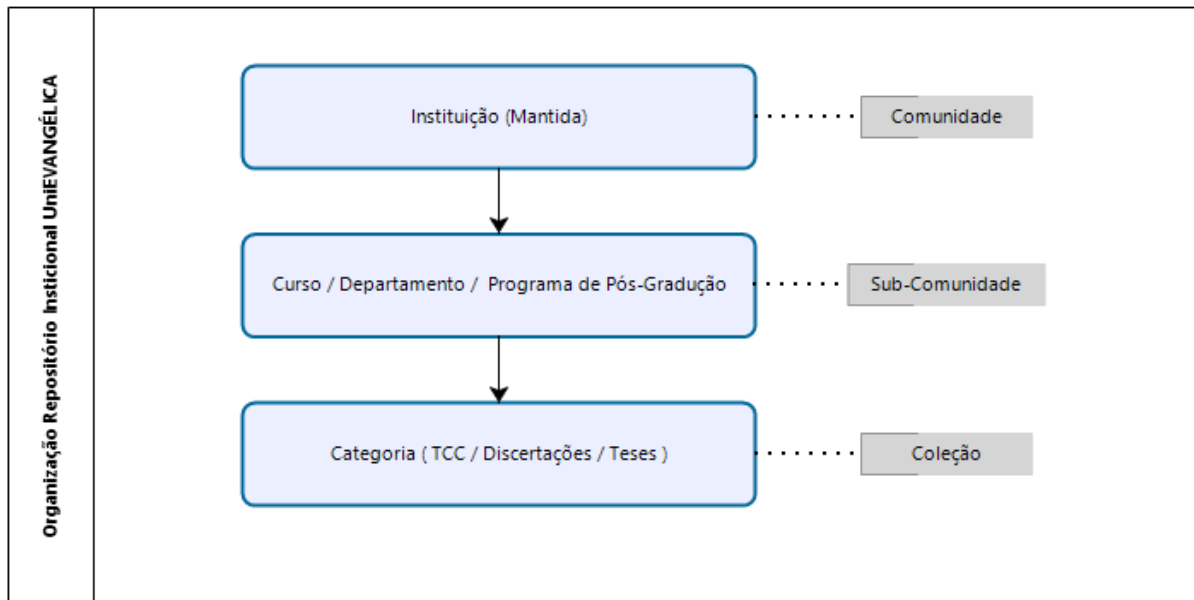 Organização Repositório Insticional UniEVANGÉLICA
Instituição (Mantida)
Comunidade
Curso / Departamento / Programa de Pós-Gradução
Sub-Comunidade
Categoria ( TCC / Discertações / Teses )
Coleção